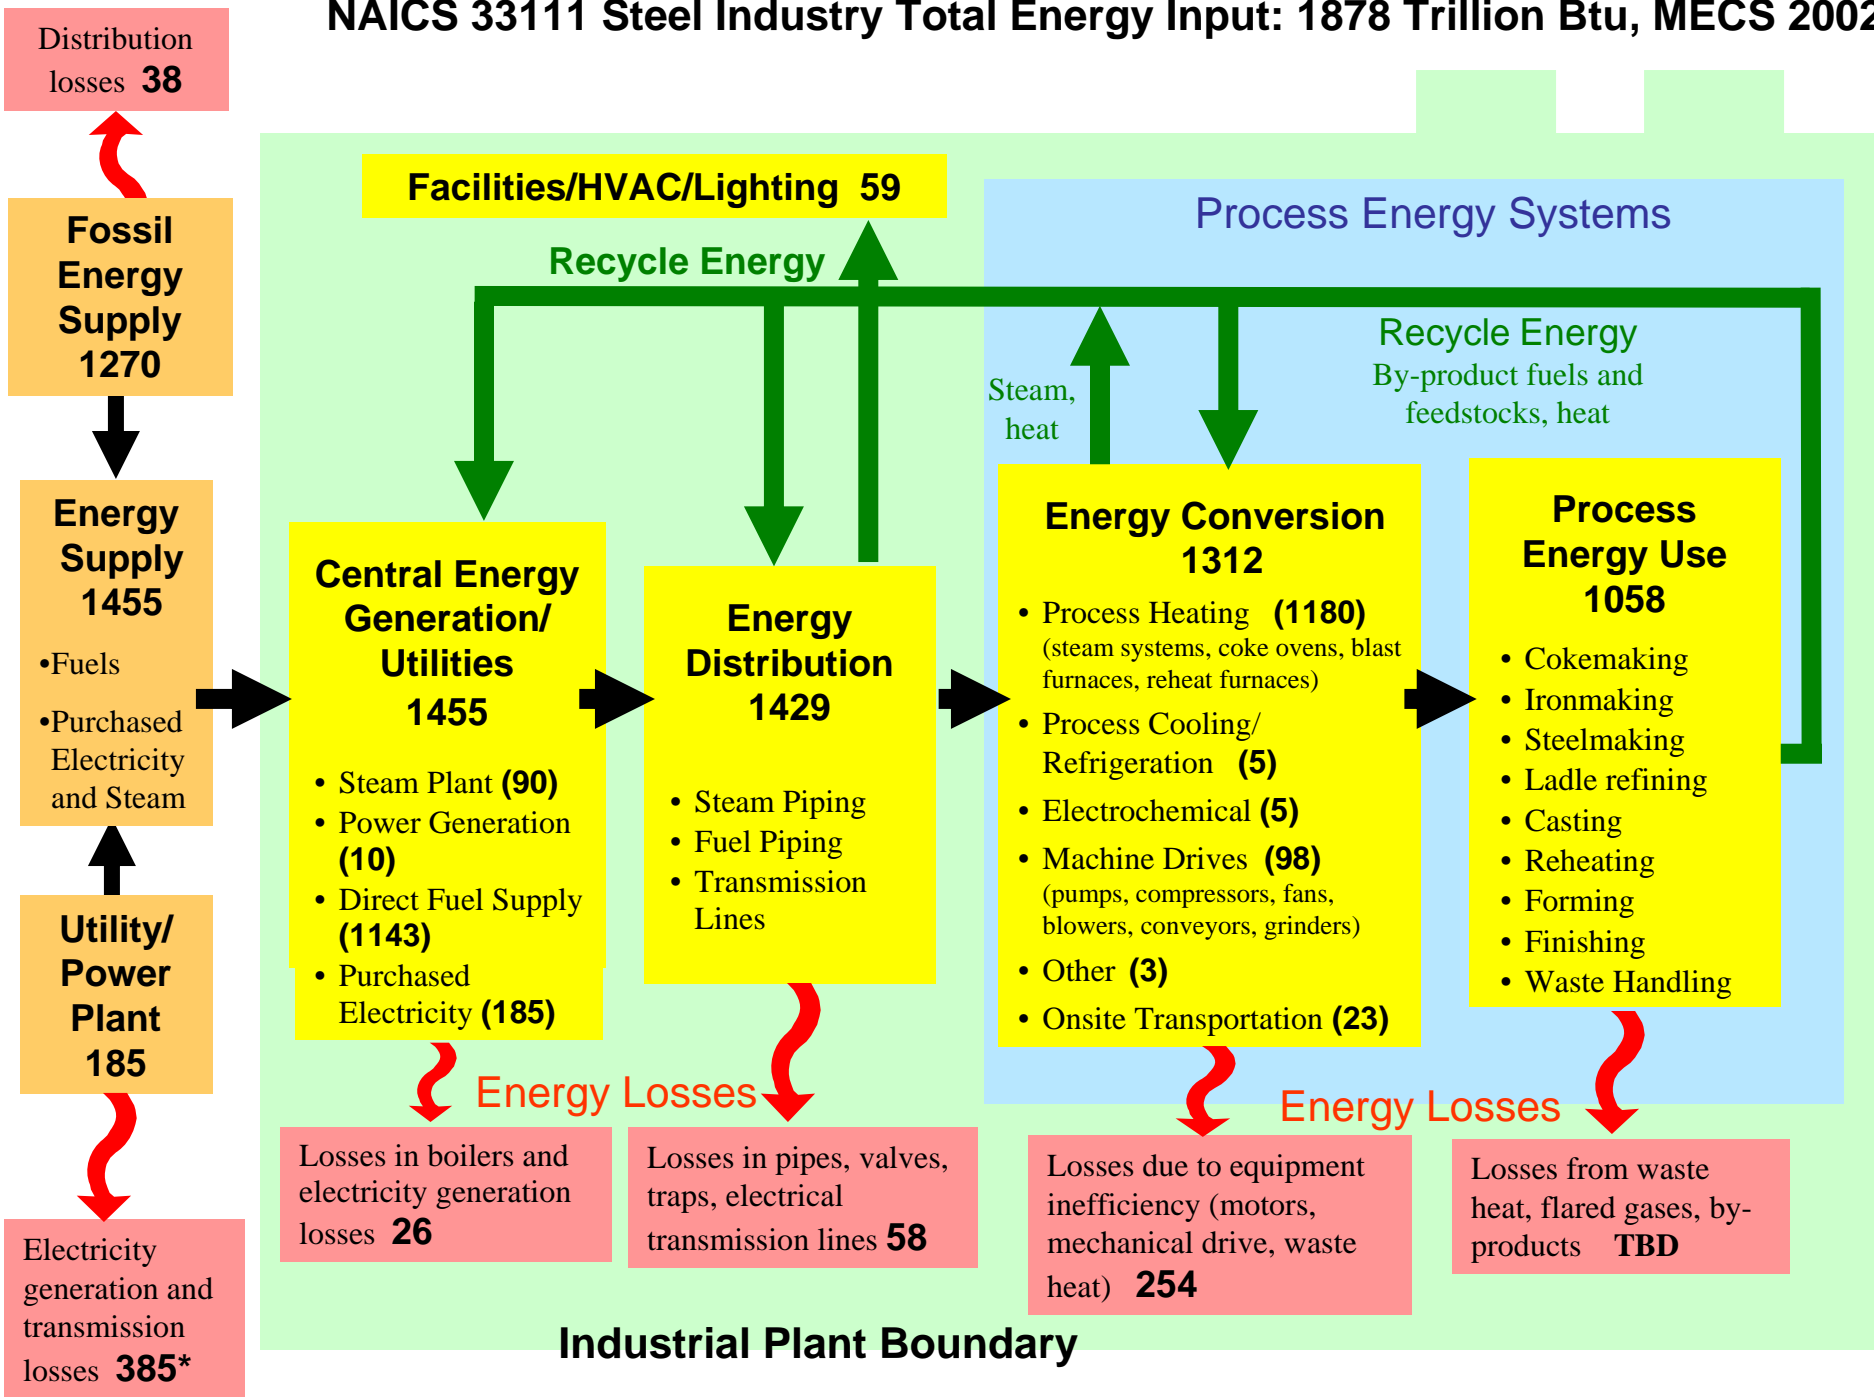 NAICS 33111 Steel Industry Total Energy Input: 1878 Trillion Btu, MECS 2002
Distribution
losses 38
Fossil
Energy
Supply
1270
Energy
Supply
1455
•Fuels
•Purchased
Electricity
and Steam
Utility/
Power
Plant
185
Electricity
generation and
transmission
losses 385*
Facilities/HVAC/Lighting 59
Recycle Energy
Process Energy Systems
Steam,
heat
Recycle Energy
By-product fuels and
feedstocks, heat
Central Energy
Generation/
Utilities
1455
• Steam Plant (90)
• Power Generation
(10)
• Direct Fuel Supply
(1143)
• Purchased
Electricity (185)
Energy
Distribution
1429
• Steam Piping
• Fuel Piping
• Transmission
Lines
Energy Conversion
1312
• Process Heating (1180)
(steam systems, coke ovens, blast
furnaces, reheat furnaces)
• Process Cooling/
Refrigeration (5)
• Electrochemical (5)
• Machine Drives (98)
(pumps, compressors, fans,
blowers, conveyors, grinders)
• Other (3)
• Onsite Transportation (23)
Process
Energy Use
1058
• Cokemaking
• Ironmaking
• Steelmaking
• Ladle refining
• Casting
• Reheating
• Forming
• Finishing
• Waste Handling
Energy Losses
Energy Losses
Losses in boilers and
electricity generation
losses 26
Losses in pipes, valves,
traps, electrical
transmission lines 58
Losses due to equipment
inefficiency (motors,
mechanical drive, waste
heat) 254
Losses from waste
heat, flared gases, by-
products TBD
Industrial Plant Boundary